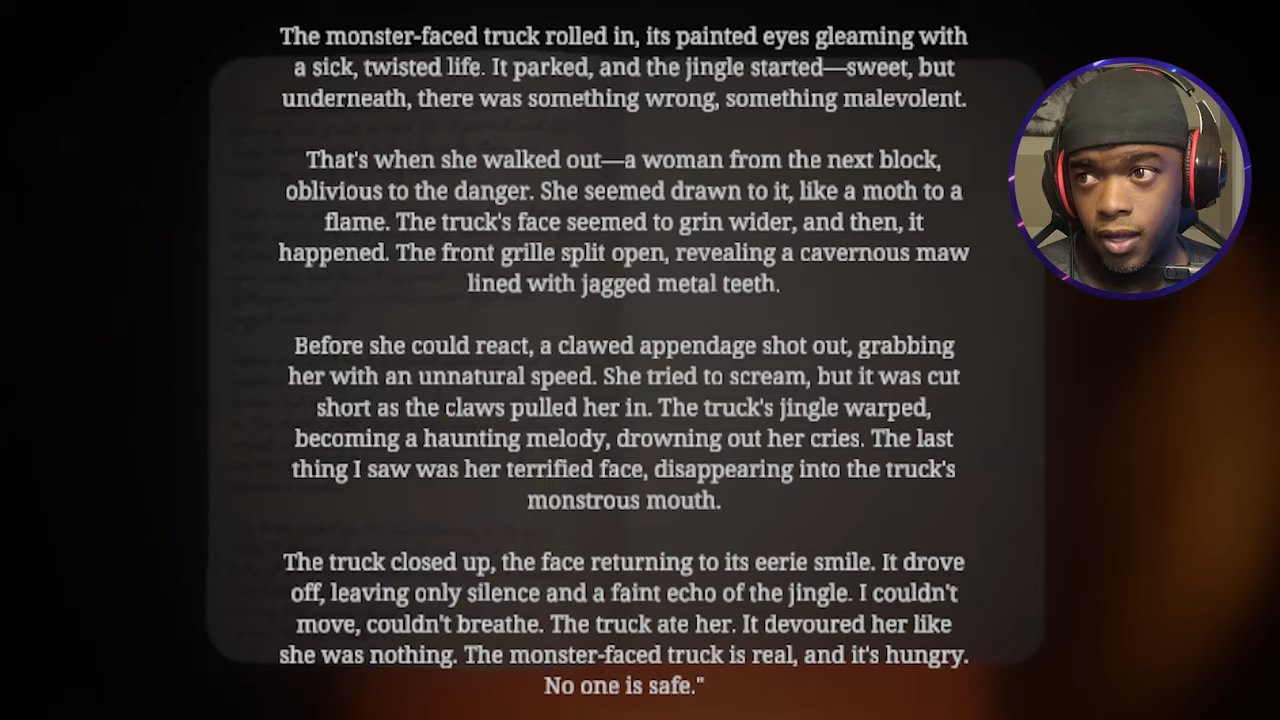 The monster-faced truck rolled in, its painted eyes gleaming with
a sick, twisted life. It parked, and the jingle started—sweet, but
underneath, there was something wrong, something malevolent.
That's when she walked out—a woman from the next block,
oblivious to the danger. She seemed drawn to it, like a moth to a
flame. The truck's face seemed to grin wider, and then, it
happened. The front grille split open, revealing a cavernous maw
lined with jagged metal teeth.
Before she could react, a clawed appendage shot out, grabbing
her with an unnatural speed. She tried to scream, but it was cut
short as the claws pulled her in. The truck's jingle warped,
becoming a haunting melody, drowning out her cries. The last
thing I saw was her terrified face, disappearing into the truck's
monstrous mouth.
The truck closed up, the face returning to its eerie smile. It drove
off, leaving only silence and a faint echo of the jingle. I couldn't
move, couldn't breathe. The truck ate her. It devoured her like
she was nothing. The monster-faced truck is real, and it's hungry.
No one is safe."